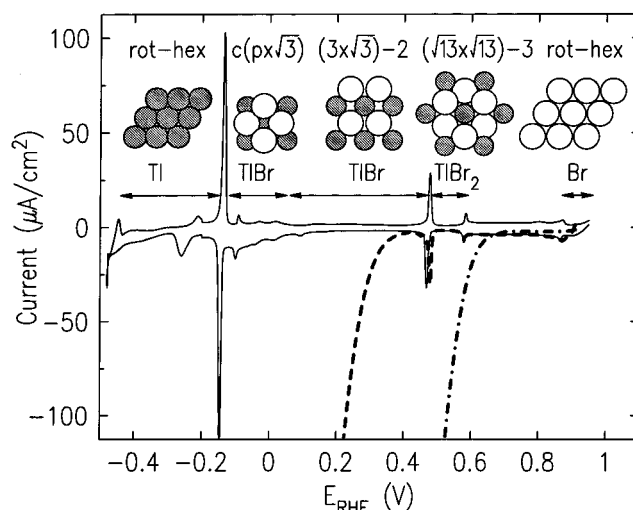 100
50
0
−50
−100
Current (μA/cm²)
rot-hex c(px√3) (3x√3)−2 (√13x√13)−3 rot-hex
Tl TlBr TlBr TlBr₂ Br
−0.4 −0.2 0 0.2 0.4 0.6 0.8 1
E_RHE (V)